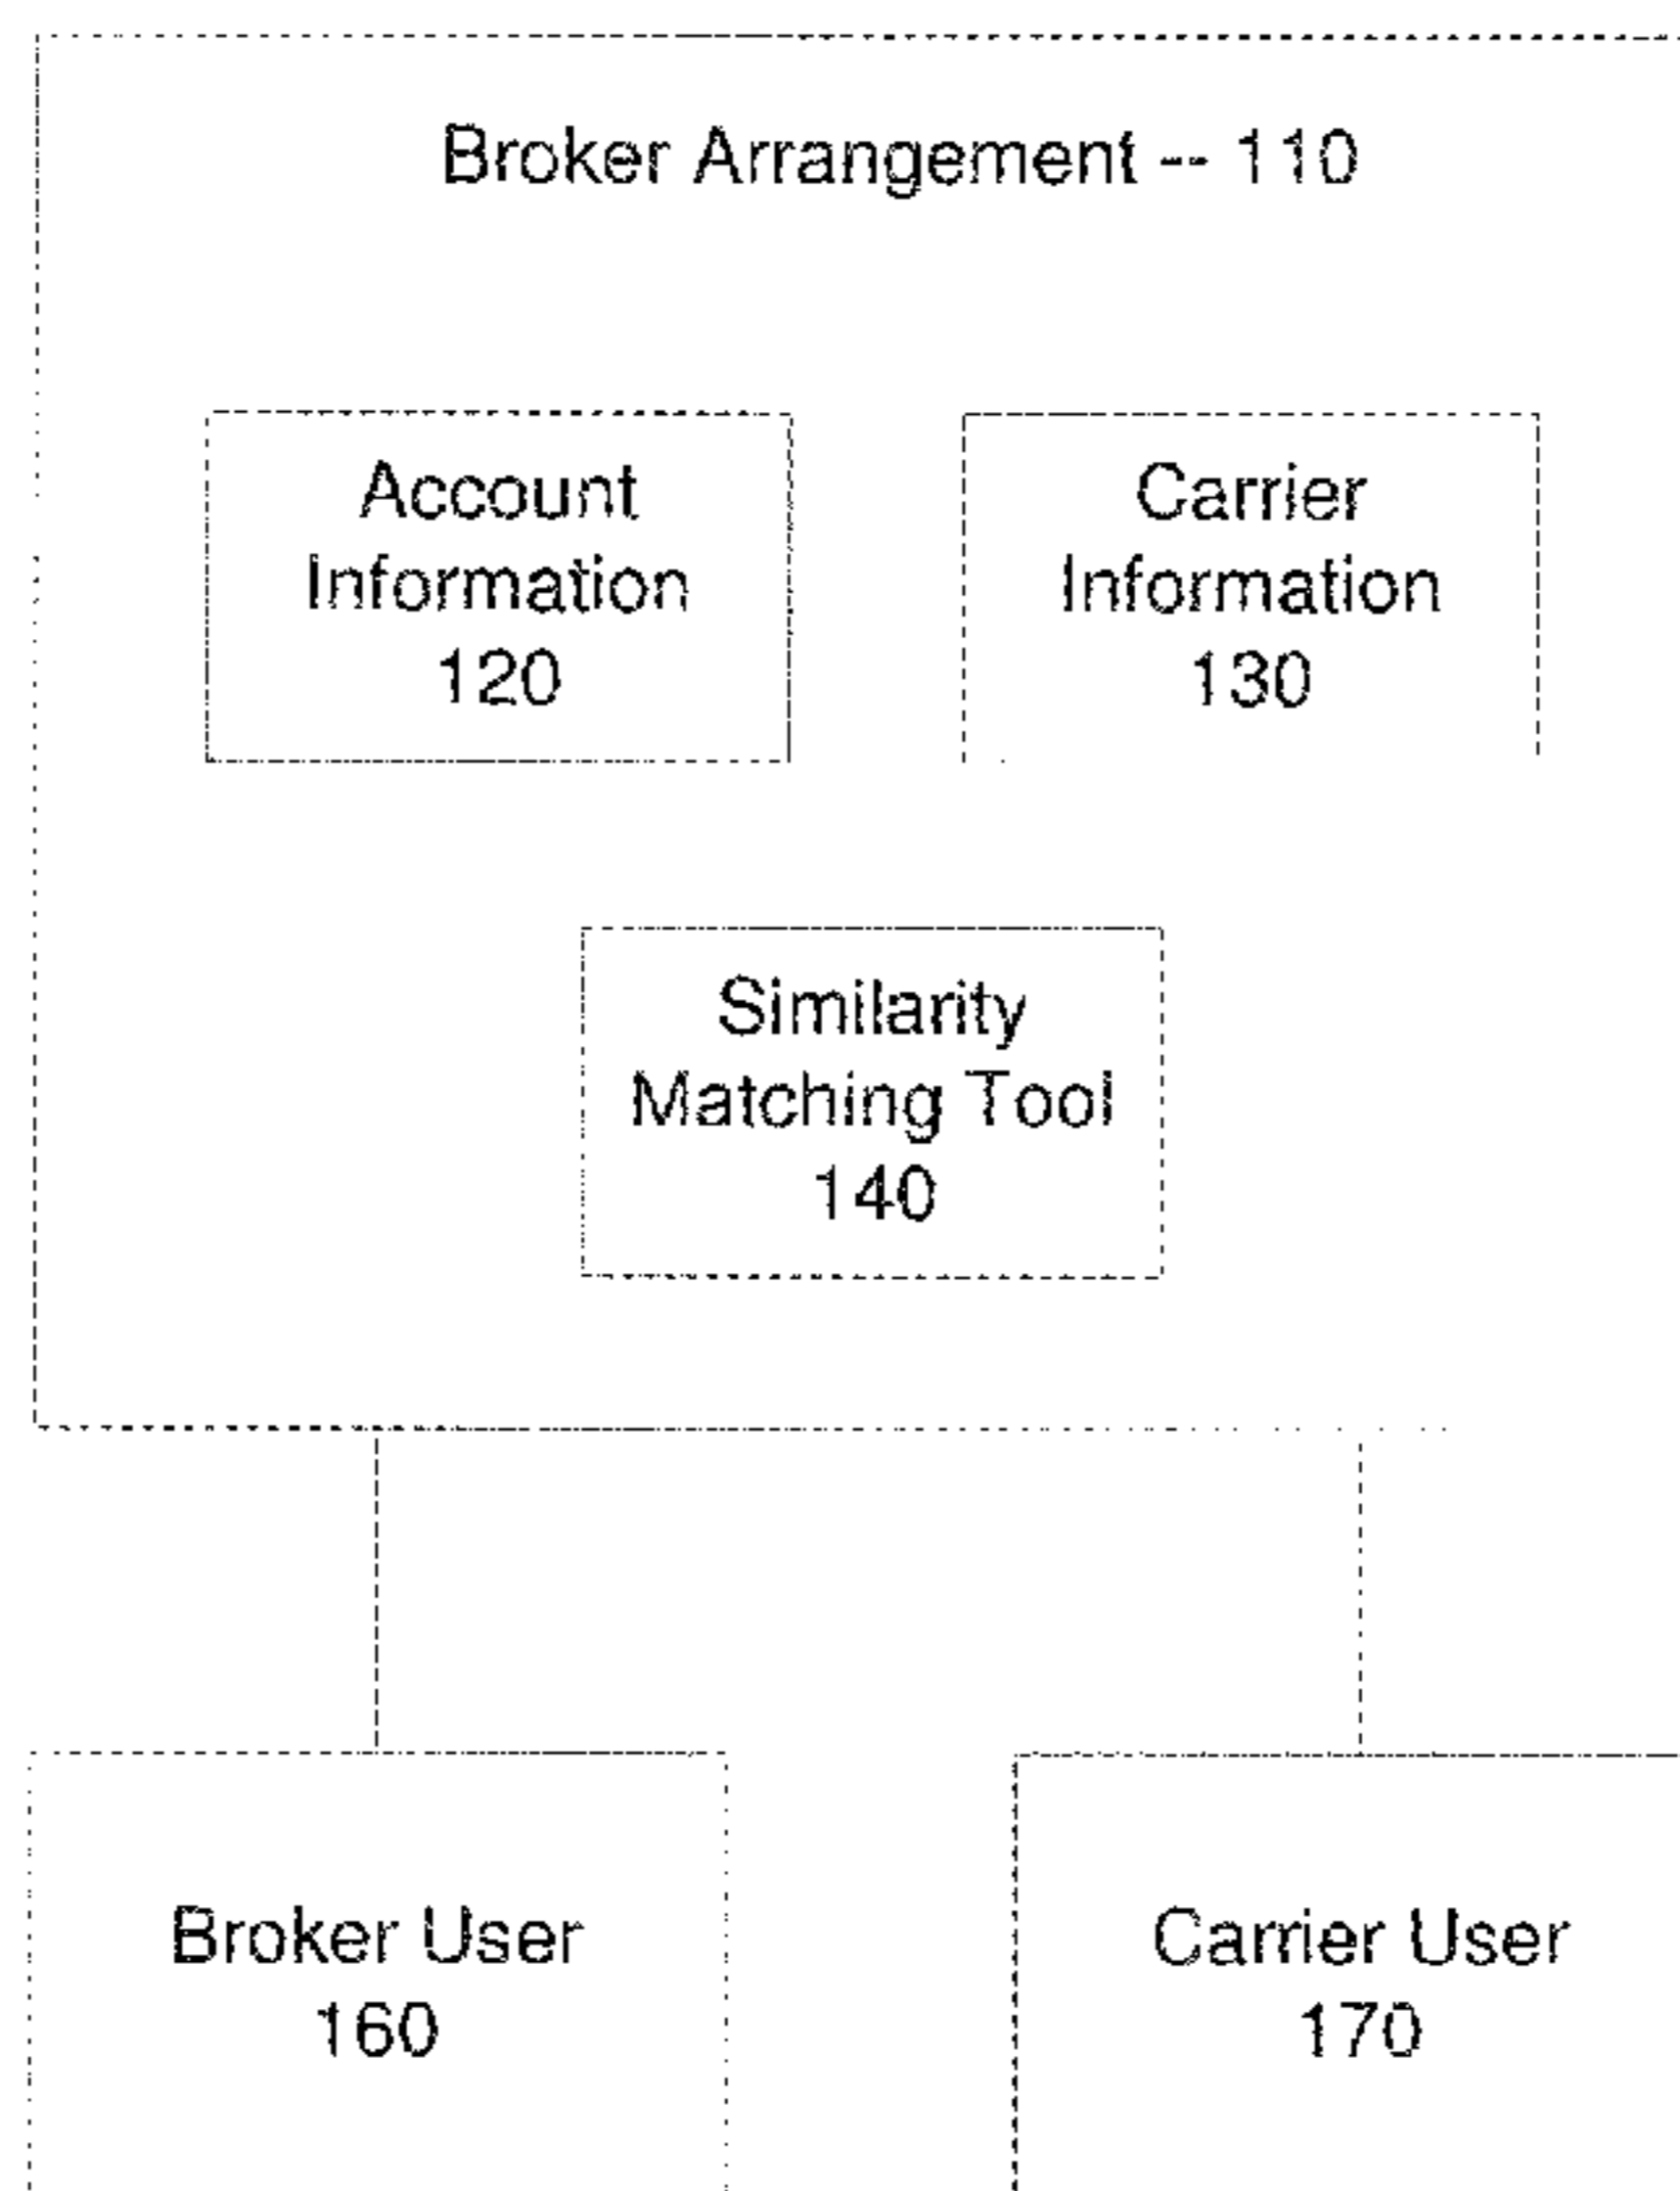 Broker Arrangement -- 110
Account
Information
120
Carrier
Information
130
Similarity
Matching Tool
140
Broker User
160
Carrier User
170